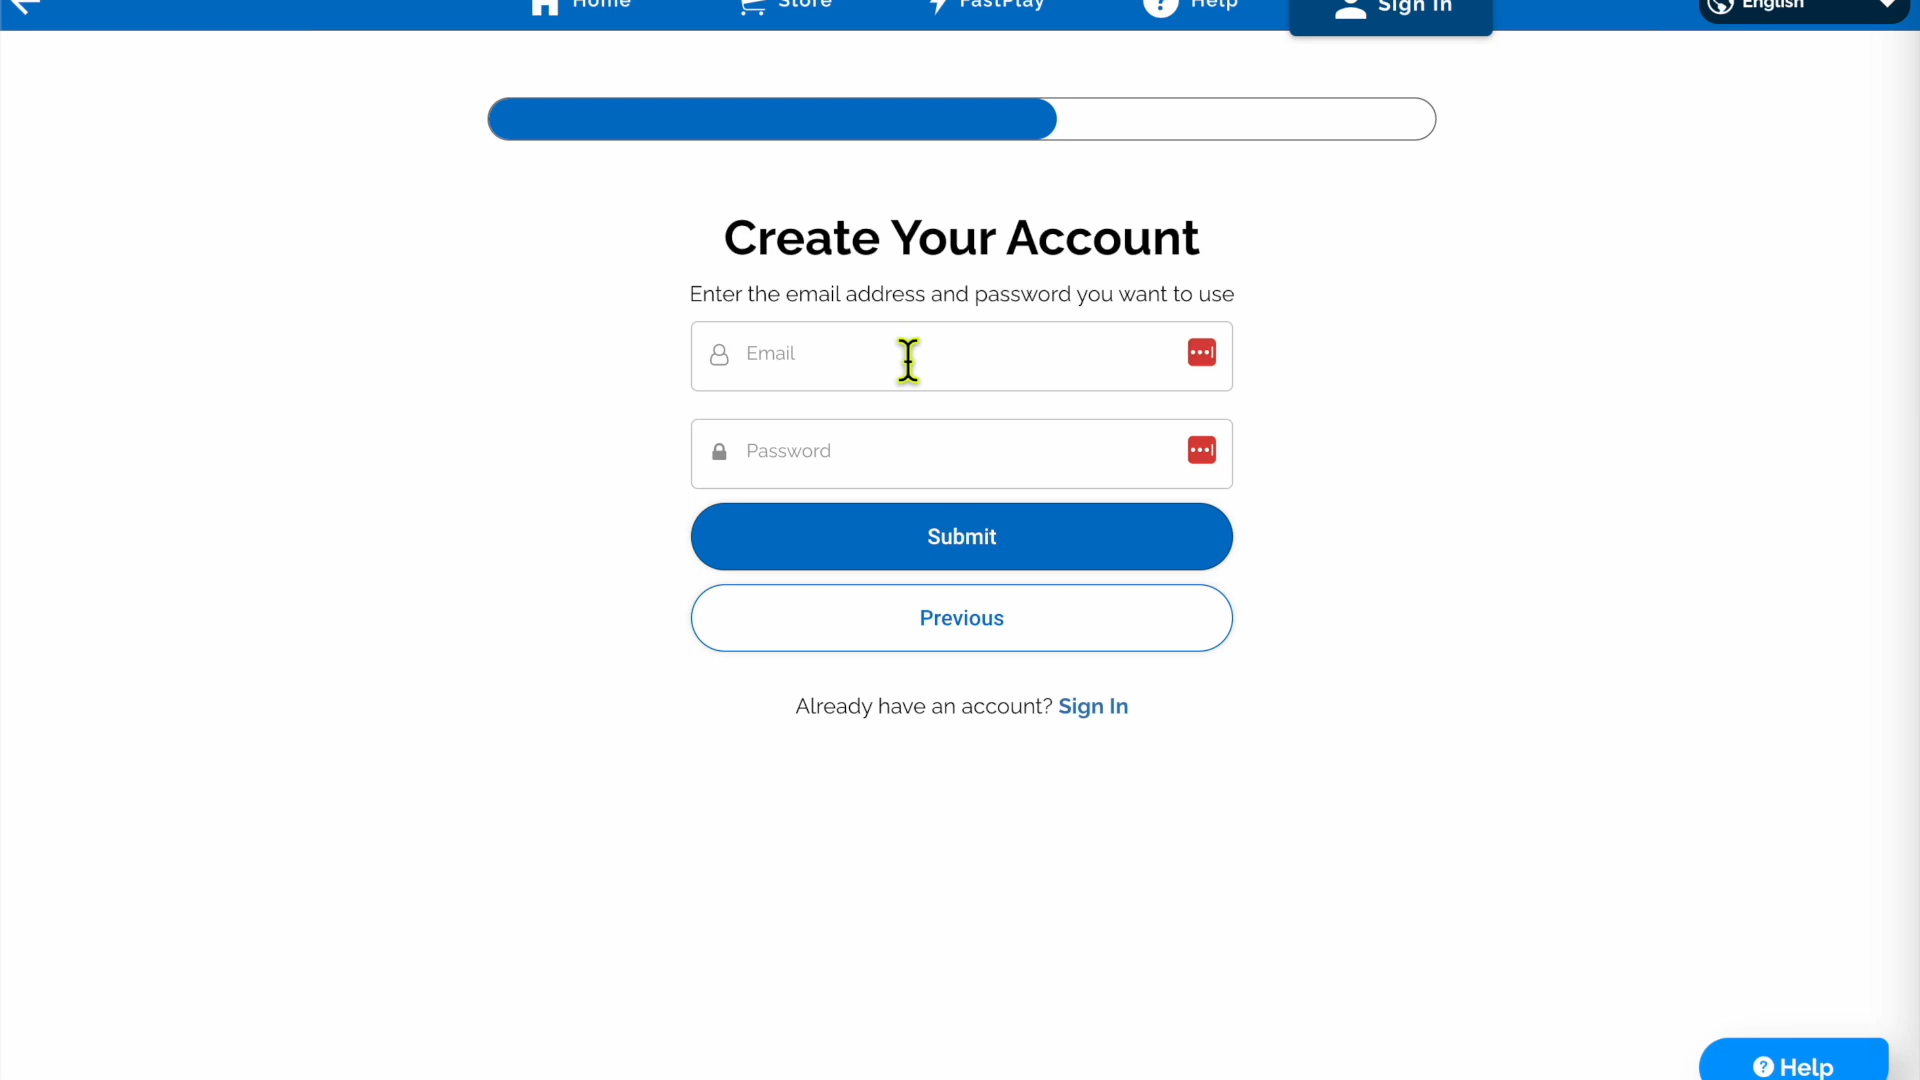 Home
Store
FastPlay
Help
Sign In
English
Create Your Account
Enter the email address and password you want to use
Email
Password
Submit
Previous
Already have an account? Sign In
Help